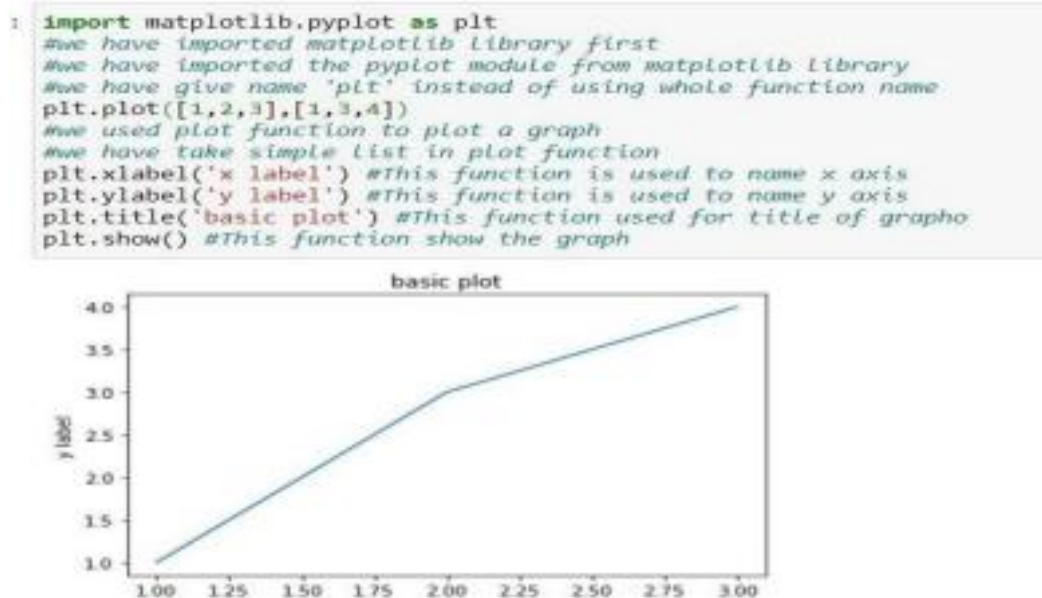 1 import matplotlib.pyplot as plt
#we have imported matplotlib library first
#we have imported the pyplot module from matplotlib library
#we have give name 'plt' instead of using whole function name
plt.plot([1,2,3],[1,3,4])
#we used plot function to plot a graph
#we have take simple list in plot function
plt.xlabel('x label') #This function is used to name x axis
plt.ylabel('y label') #This function is used to name y axis
plt.title('basic plot') #This function used for title of grapho
plt.show() #This function show the graph
basic plot
4.0
3.5
3.0
y label
2.5
2.0
1.5
1.0
1.00 1.25 1.50 1.75 2.00 2.25 2.50 2.75 3.00